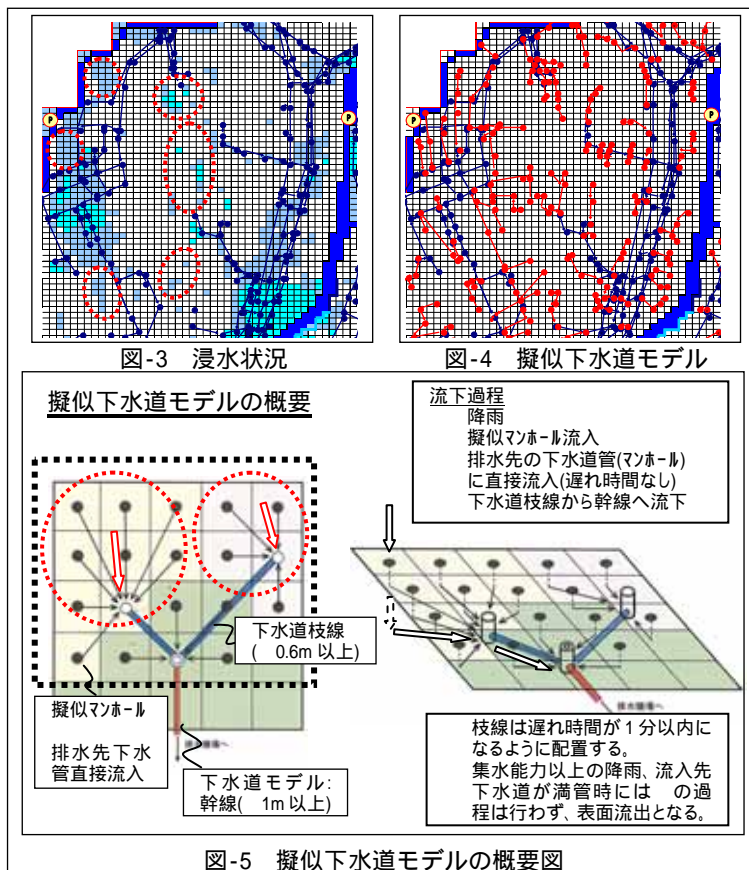 P
P
図-3 浸水状況
図-4 擬似下水道モデル
擬似下水道モデルの概要
流下過程
降雨
擬似ﾏﾝﾎｰﾙ流入
排水先の下水道管(ﾏﾝﾎｰﾙ)
に直接流入(遅れ時間なし)
下水道枝線から幹線へ流下
下水道枝線
( 0.6m 以上)
擬似ﾏﾝﾎｰﾙ
排水先下水
管直接流入
下水道モデル:
幹線( 1m 以上)
枝線は遅れ時間が1分以内に
なるように配置する。
集水能力以上の降雨、流入先
下水道が満管時には の過
程は行わず、表面流出となる。
図-5 擬似下水道モデルの概要図